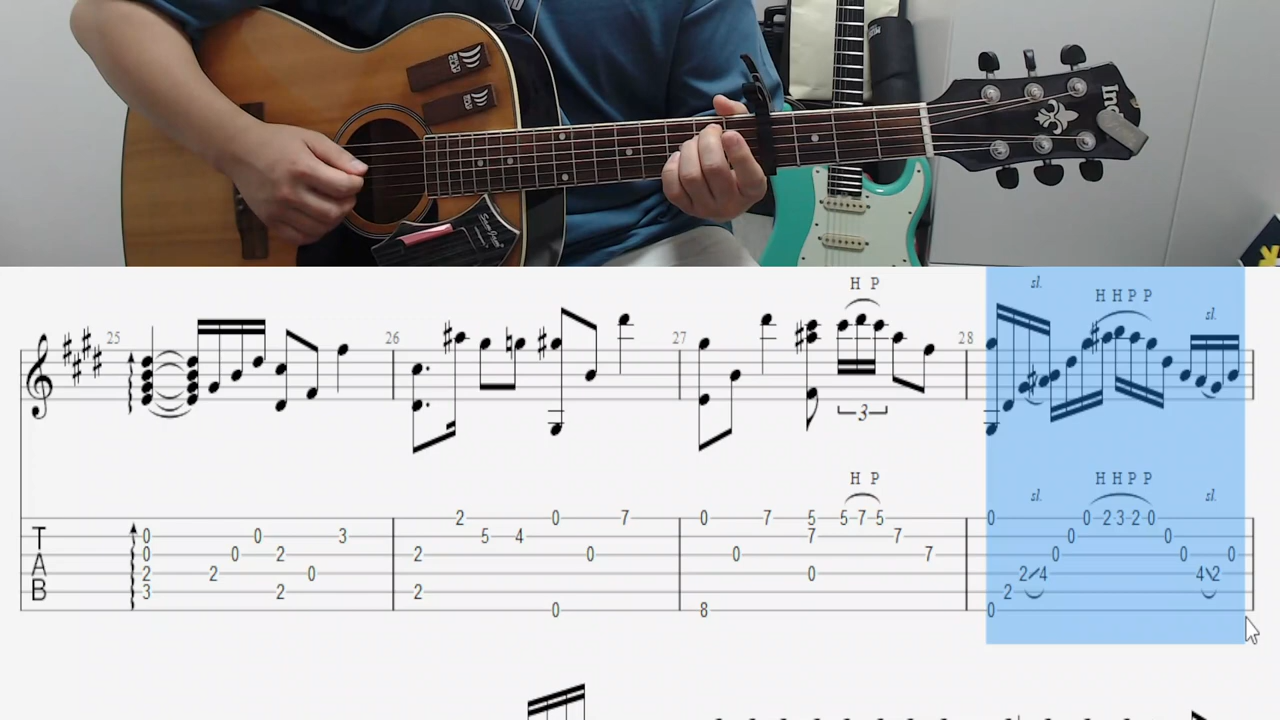 H P
sl.
25
26
27
28
H H P P
sl.
3
H P
H H P P
sl.
sl.
2 0 7 0 7 5 5 7 5 0 0 2 3 2 0
T 0 0 3 5 4 7 7 0 0
A 0 0 2 2 0 0 7 0 0
2 2 0 0 2 4 4 2
B 3 2 2 2
0 8 0